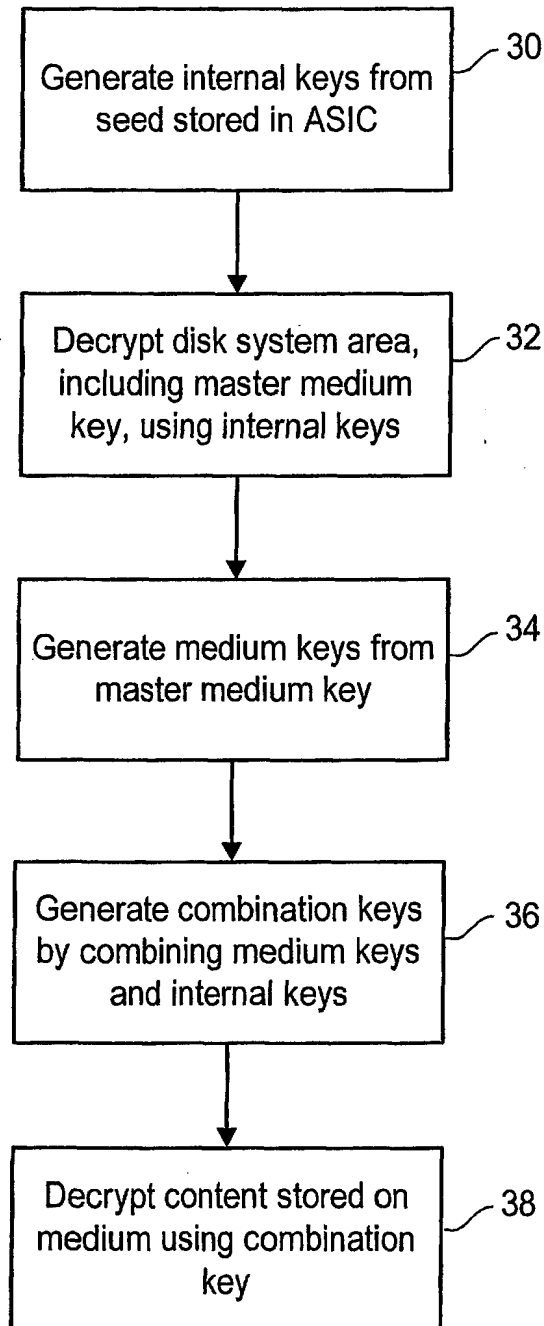 Generate internal keys from
seed stored in ASIC
30
Decrypt disk system area,
including master medium
key, using internal keys
32
Generate medium keys from
master medium key
34
Generate combination keys
by combining medium keys
and internal keys
36
Decrypt content stored on
medium using combination
key
38